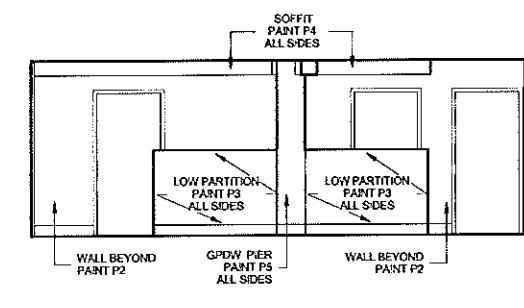 SOFFIT
PAINT P4
ALL SIDES
LOW PARTITION
PAINT P3
ALL SIDES
LOW PARTITION
PAINT P3
ALL SIDES
WALL BEYOND
PAINT P2
GPDW PIER
PAINT P5
ALL SIDES
WALL BEYOND
PAINT P2